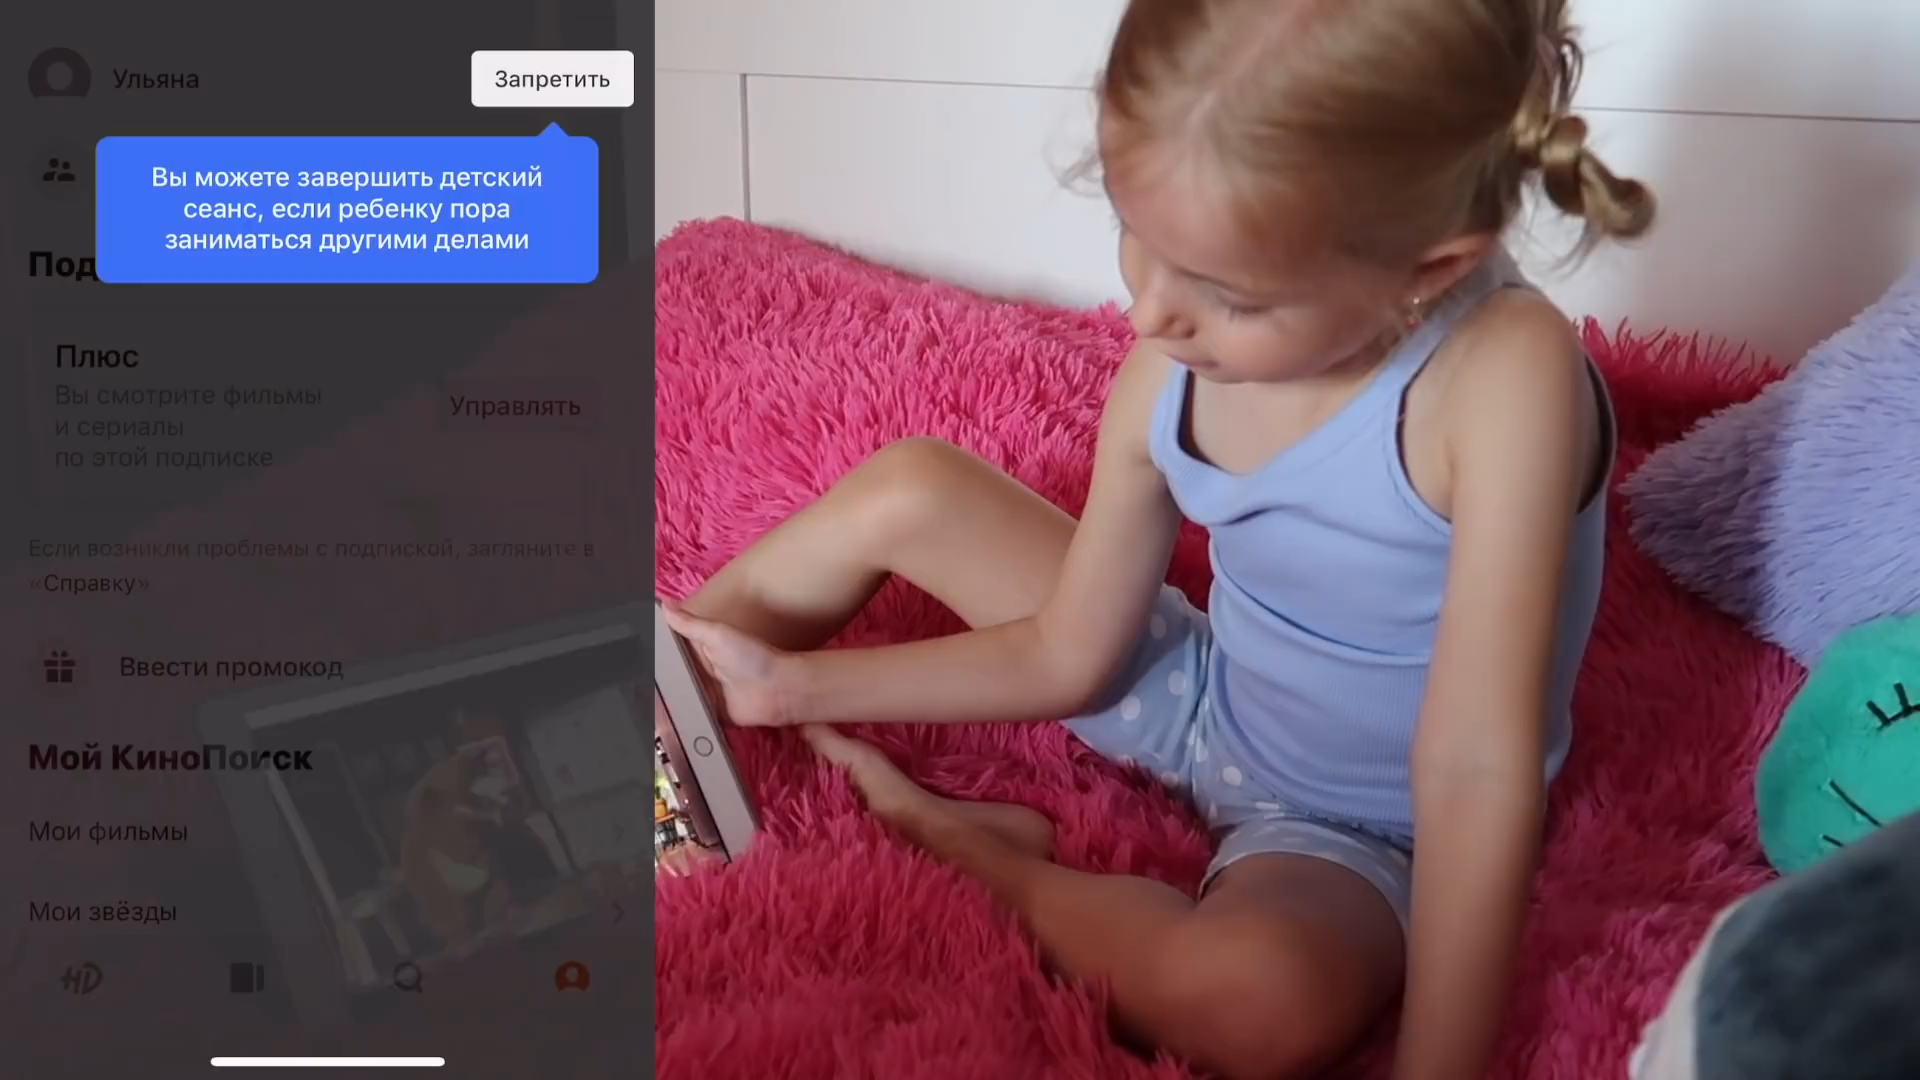 Ульяна
Запретить
Вы можете завершить детский
сеанс, если ребенку пора
заниматься другими делами
Под
Плюс
Вы смотрите фильмы
и сериалы
по этой подписке
Управлять
Если возникли проблемы с подпиской, загляните в
«Справку»
Ввести промокод
Мой КиноПоиск
Мои фильмы
Мои звёзды
HD